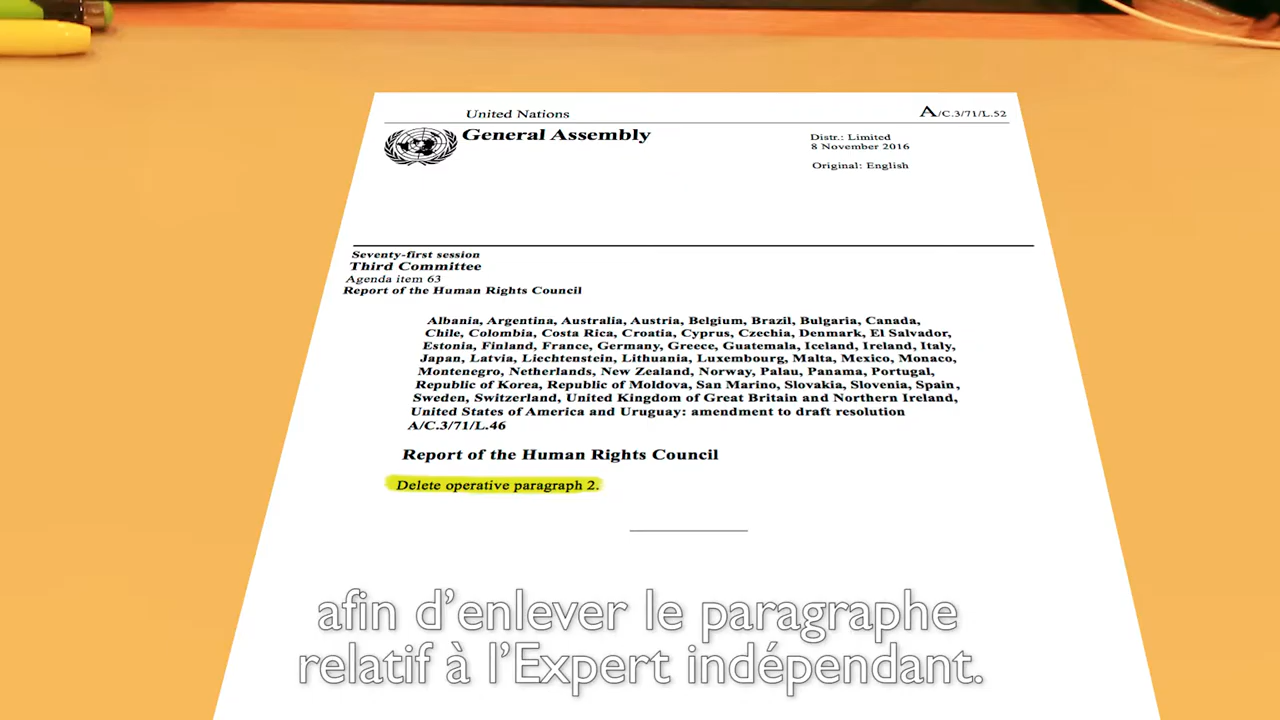 United Nations
A/C.3/71/L.52
General Assembly
Distr.: Limited
8 November 2016
Original: English
Seventy-first session
Third Committee
Agenda item 63
Report of the Human Rights Council
Albania, Argentina, Australia, Austria, Belgium, Brazil, Bulgaria, Canada,
Chile, Colombia, Costa Rica, Croatia, Cyprus, Czechia, Denmark, El Salvador,
Estonia, Finland, France, Germany, Greece, Guatemala, Iceland, Ireland, Italy,
Japan, Latvia, Liechtenstein, Lithuania, Luxembourg, Malta, Mexico, Monaco,
Montenegro, Netherlands, New Zealand, Norway, Palau, Panama, Portugal,
Republic of Korea, Republic of Moldova, San Marino, Slovakia, Slovenia, Spain,
Sweden, Switzerland, United Kingdom of Great Britain and Northern Ireland,
United States of America and Uruguay: amendment to draft resolution
A/C.3/71/L.46
Report of the Human Rights Council
Delete operative paragraph 2.
afin d'enlever le paragraphe
relatif à l'Expert indépendant.